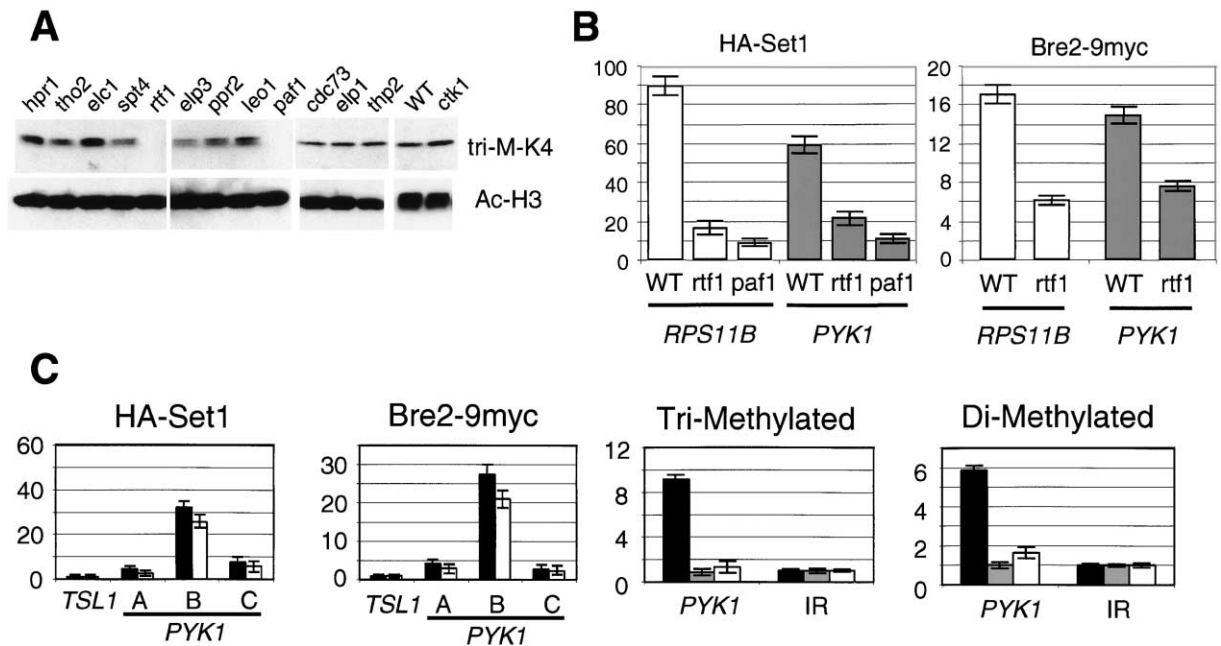 A
hpr1 tho2 elc1 spt4 rtf1 elp3 ppr2 leo1 paf1 cdc73 elp1 thp2 WT ctk1
tri-M-K4
Ac-H3
B
HA-Set1
100
80
60
40
20
0
WT rtf1 paf1 WT rtf1 paf1
RPS11B PYK1
Bre2-9myc
20
16
12
8
4
0
WT rtf1 WT rtf1
RPS11B PYK1
C
HA-Set1
60
40
20
0
TSL1 A B C
PYK1
Bre2-9myc
30
20
10
0
TSL1 A B C
PYK1
Tri-Methylated
12
8
4
0
PYK1 IR
Di-Methylated
6
4
2
0
PYK1 IR